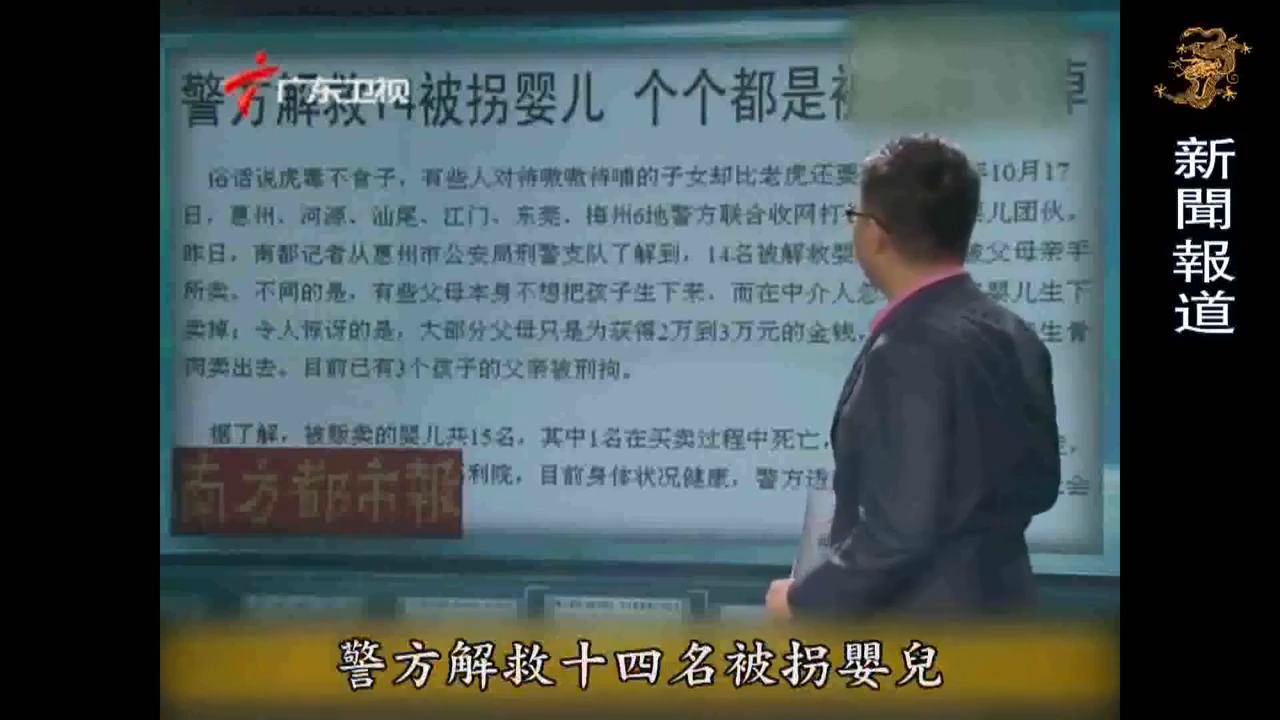 广东卫视
警方解救14被拐婴儿 个个都是被
俗话说虎毒不食子，有些人对待嗷嗷待哺的子女却比老虎还要 年10月17
日，惠州、河源、汕尾、江门、东莞、梅州6地警方联合收网打 婴儿团伙。
昨日，南都记者从惠州市公安局刑警支队了解到，14名被解救婴 被父母亲手
所卖。不同的是，有些父母本身不想把孩子生下来，而在中介人 婴儿生下
卖掉；令人惊讶的是，大部分父母只是为获得2万到3万元的金钱， 生骨
肉卖出去。目前已有3个孩子的父亲被刑拘。
据了解，被贩卖的婴儿共15名，其中1名在买卖过程中死亡，
利院，目前身体状况健康，警方透
南方都市報
警方解救十四名被拐嬰兒
新聞報道